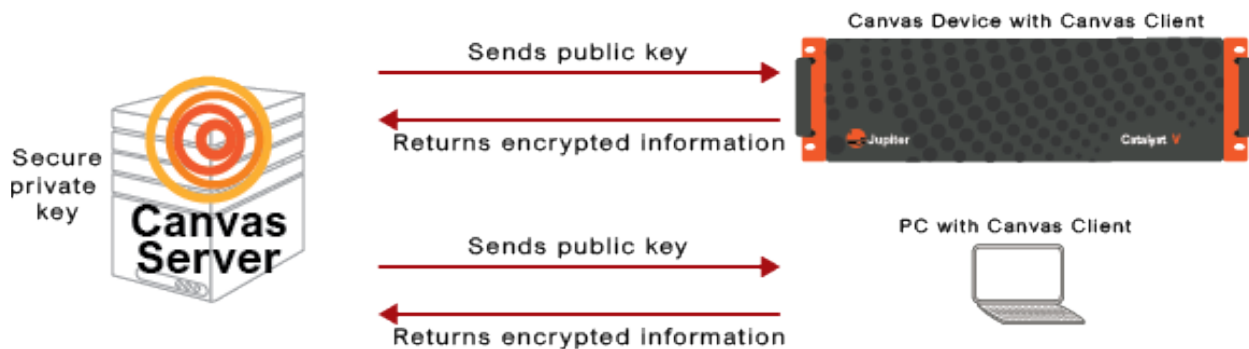 Canvas Device with Canvas Client
Sends public key
Returns encrypted information
Jupiter
Catalyst V
Secure
private
key
Canvas
Server
PC with Canvas Client
Sends public key
Returns encrypted information